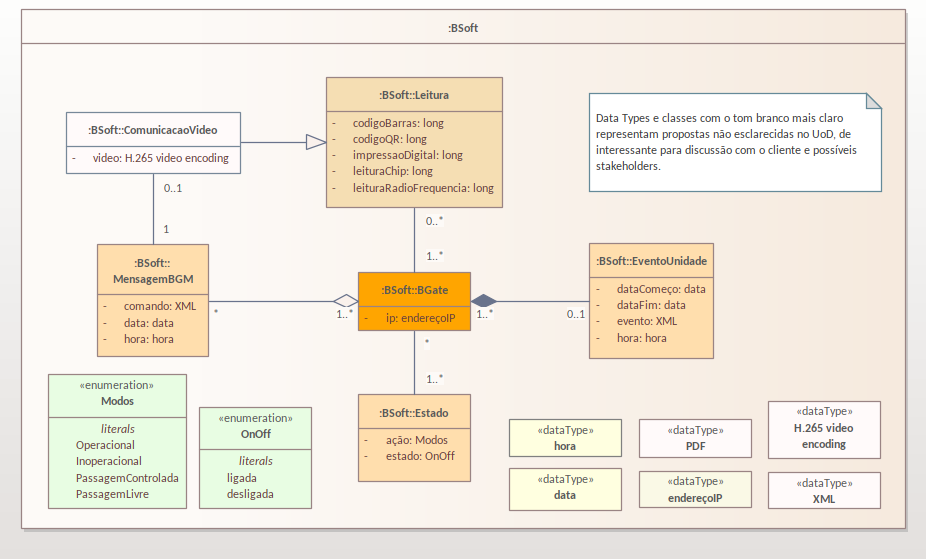 :BSoft
:BSoft::Leitura
- codigoBarras: long
- codigoQR: long
- impressaoDigital: long
- leituraChip: long
- leituraRadioFrequencia: long
:BSoft::ComunicacaoVideo
- video: H.265 video encoding
Data Types e classes com o tom branco mais claro
representam propostas não esclarecidas no UoD, de
interessante para discussão com o cliente e possíveis
stakeholders.
0..1
1
0..*
1..*
:BSoft::
MensagemBGM
- comando: XML
- data: data
- hora: hora
*
1..*
:BSoft::BGate
- ip: endereçoIP
1..*
0..1
:BSoft::EventoUnidade
- dataComeço: data
- dataFim: data
- evento: XML
- hora: hora
*
1..*
:BSoft::Estado
- ação: Modos
- estado: OnOff
«enumeration»
Modos
literals
Operacional
Inoperacional
PassagemControlada
PassagemLivre
«enumeration»
OnOff
literals
ligada
desligada
«dataType»
hora
«dataType»
PDF
«dataType»
H.265 video
encoding
«dataType»
data
«dataType»
endereçoIP
«dataType»
XML